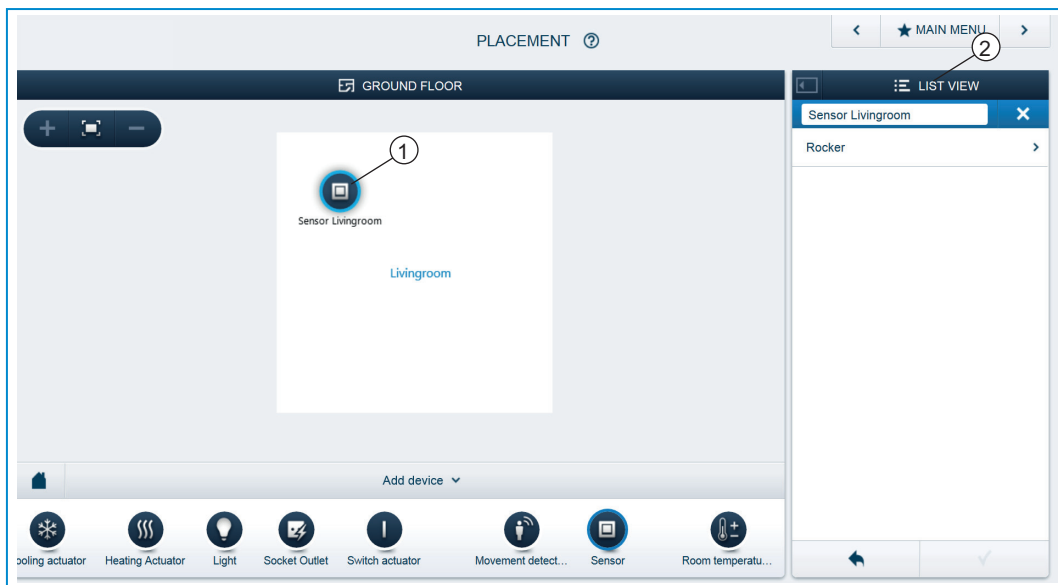 PLACEMENT ?
★ MAIN MENU
2
GROUND FLOOR
LIST VIEW
Sensor Livingroom
Rocker
1
Sensor Livingroom
Livingroom
Add device
ooling actuator
Heating Actuator
Light
Socket Outlet
Switch actuator
Movement detect...
Sensor
Room temperatu...